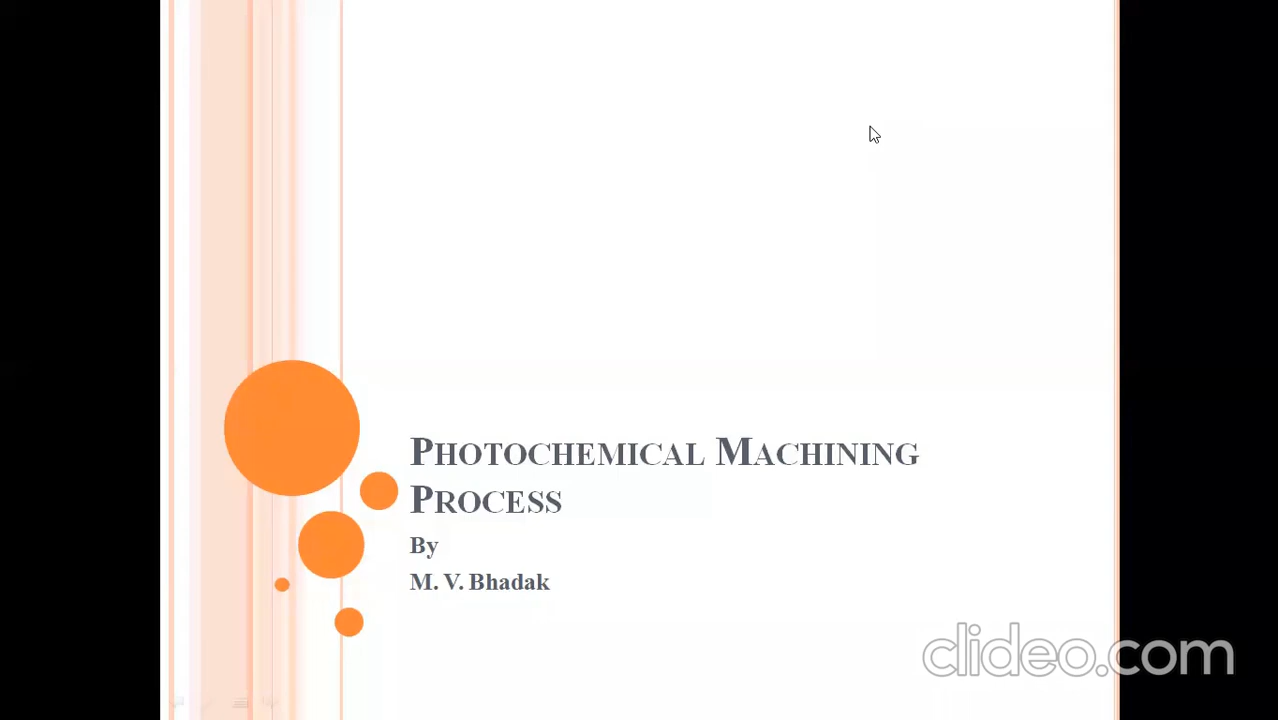 Photochemical Machining
Process
By
M. V. Bhadak
clideo.com